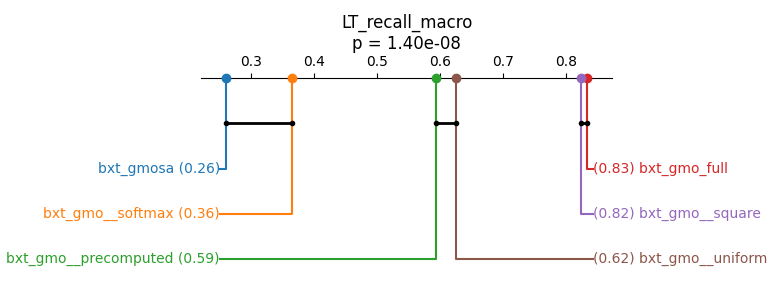 LT_recall_macro
p = 1.40e-08
0.3 0.4 0.5 0.6 0.7 0.8
bxt_gmosa (0.26)
(0.83) bxt_gmo_full
bxt_gmo__softmax (0.36)
(0.82) bxt_gmo__square
bxt_gmo__precomputed (0.59)
(0.62) bxt_gmo__uniform